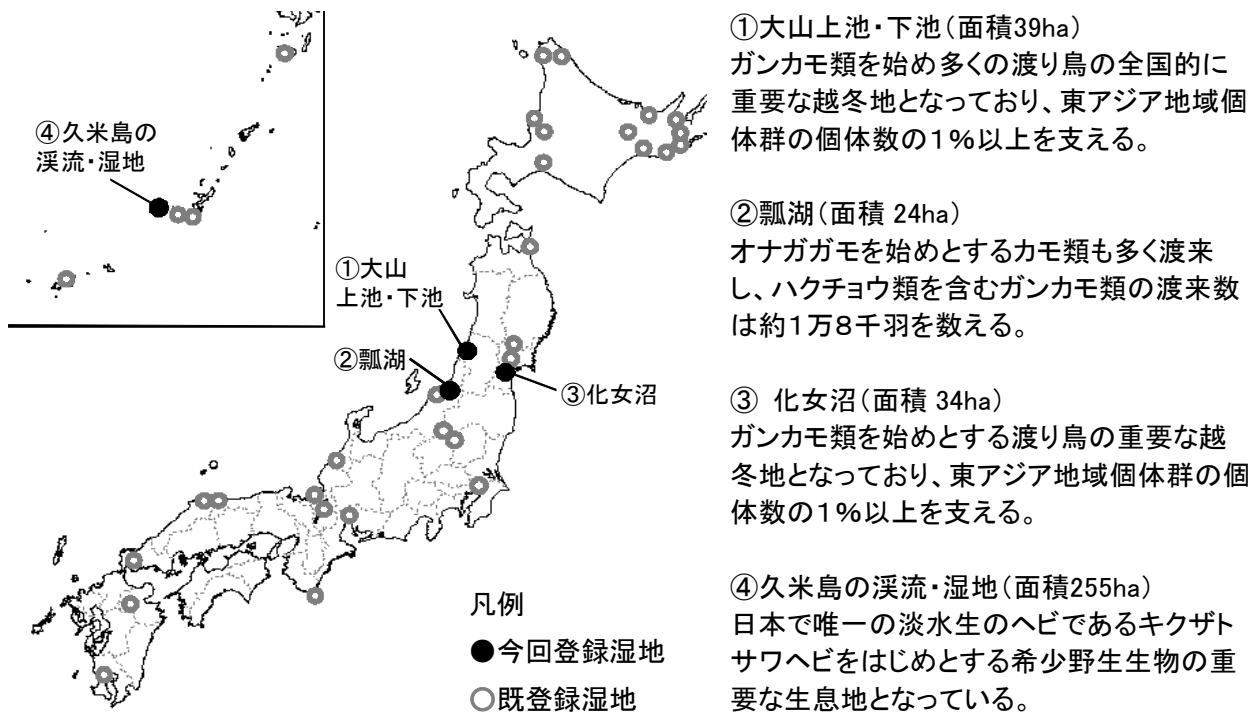 ④久米島の
渓流・湿地
①大山
上池・下池
②瓢湖
③化女沼
凡例
●今回登録湿地
○既登録湿地
①大山上池・下池（面積39ha）
ガンカモ類を始め多くの渡り鳥の全国的に
重要な越冬地となっており、東アジア地域個
体群の個体数の１％以上を支える。
②瓢湖（面積 24ha）
オナガガモを始めとするカモ類も多く渡来
し、ハクチョウ類を含むガンカモ類の渡来数
は約１万８千羽を数える。
③ 化女沼（面積 34ha）
ガンカモ類を始めとする渡り鳥の重要な越
冬地となっており、東アジア地域個体群の個
体数の１％以上を支える。
④久米島の渓流・湿地（面積255ha）
日本で唯一の淡水生のヘビであるキクザト
サワヘビをはじめとする希少野生生物の重
要な生息地となっている。